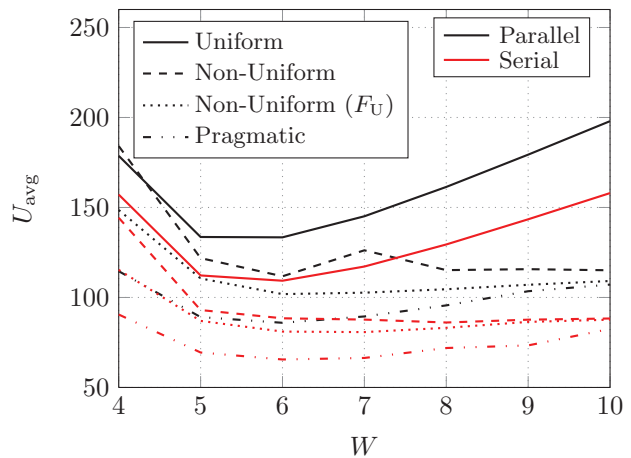 250
200
150
100
50
4
5
6
7
8
9
10
U_avg
W
Uniform
Non-Uniform
Non-Uniform (F_U)
Pragmatic
Parallel
Serial